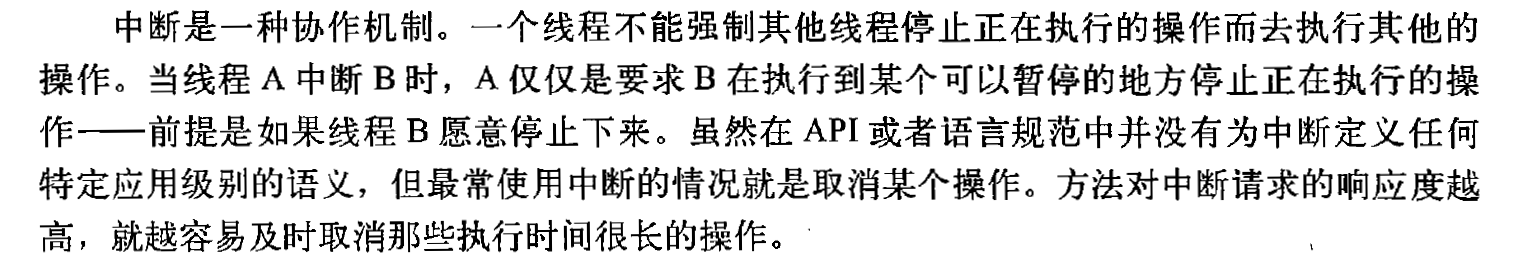 中断是一种协作机制。一个线程不能强制其他线程停止正在执行的操作而去执行其他的
操作。当线程 A 中断 B 时，A 仅仅是要求 B 在执行到某个可以暂停的地方停止正在执行的操
作——前提是如果线程 B 愿意停止下来。虽然在 API 或者语言规范中并没有为中断定义任何
特定应用级别的语义，但最常使用中断的情况就是取消某个操作。方法对中断请求的响应度越
高，就越容易及时取消那些执行时间很长的操作。